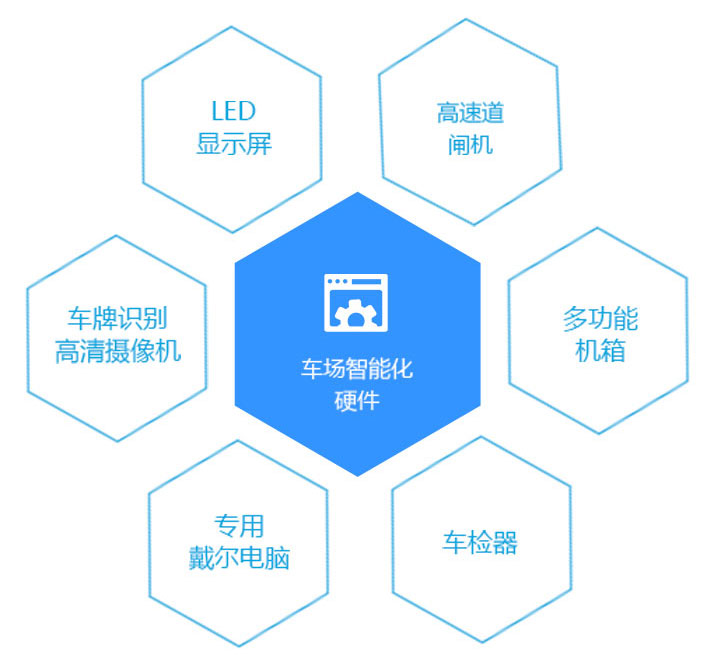 LED
显示屏
高速道
闸机
车牌识别
高清摄像机
车场智能化
硬件
多功能
机箱
专用
戴尔电脑
车检器